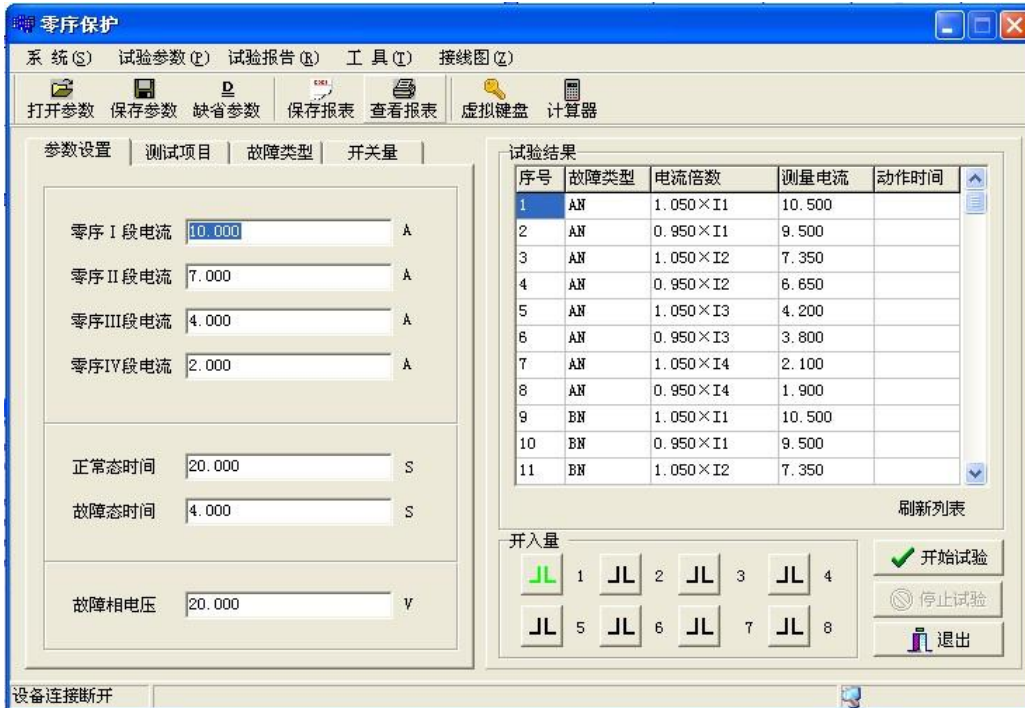 零序保护
系 统(S) 试验参数(P) 试验报告(R) 工 具(T) 接线图(Z)
打开参数 保存参数 缺省参数 保存报表 查看报表 虚拟键盘 计算器
参数设置 测试项目 故障类型 开关量
零序 I 段电流 10.000 A
零序 II 段电流 7.000 A
零序III段电流 4.000 A
零序IV段电流 2.000 A
正常态时间 20.000 S
故障态时间 4.000 S
故障相电压 20.000 V
试验结果
序号 故障类型 电流倍数 测量电流 动作时间
1 AN 1.050×I1 10.500
2 AN 0.950×I1 9.500
3 AN 1.050×I2 7.350
4 AN 0.950×I2 6.650
5 AN 1.050×I3 4.200
6 AN 0.950×I3 3.800
7 AN 1.050×I4 2.100
8 AN 0.950×I4 1.900
9 BN 1.050×I1 10.500
10 BN 0.950×I1 9.500
11 BN 1.050×I2 7.350
刷新列表
开入量
1 2 3 4
5 6 7 8
开始试验
停止试验
退出
设备连接断开